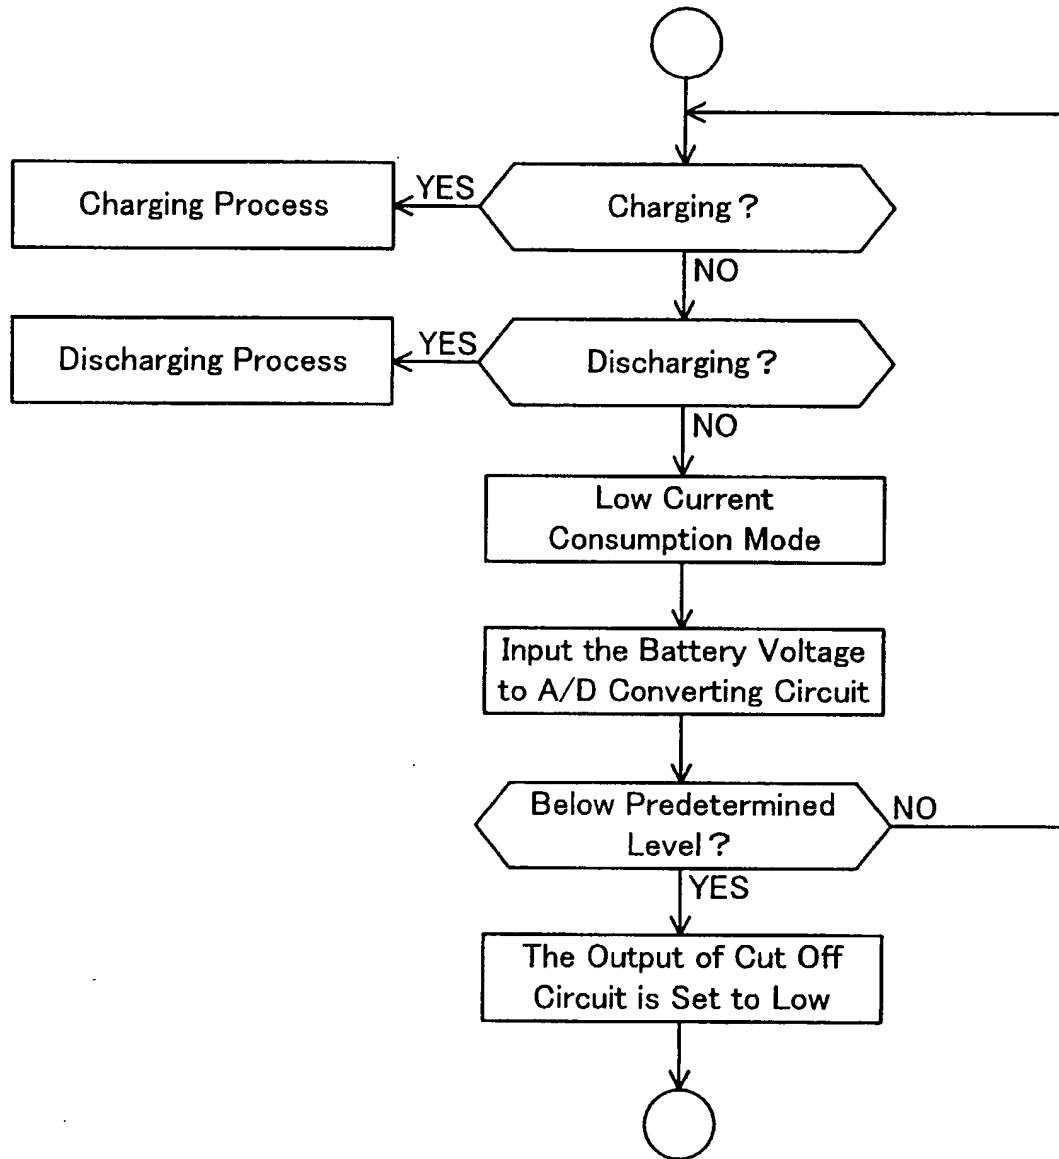 Charging Process
YES
Charging?
NO
Discharging Process
YES
Discharging?
NO
Low Current
Consumption Mode
Input the Battery Voltage
to A/D Converting Circuit
Below Predetermined
Level?
NO
YES
The Output of Cut Off
Circuit is Set to Low